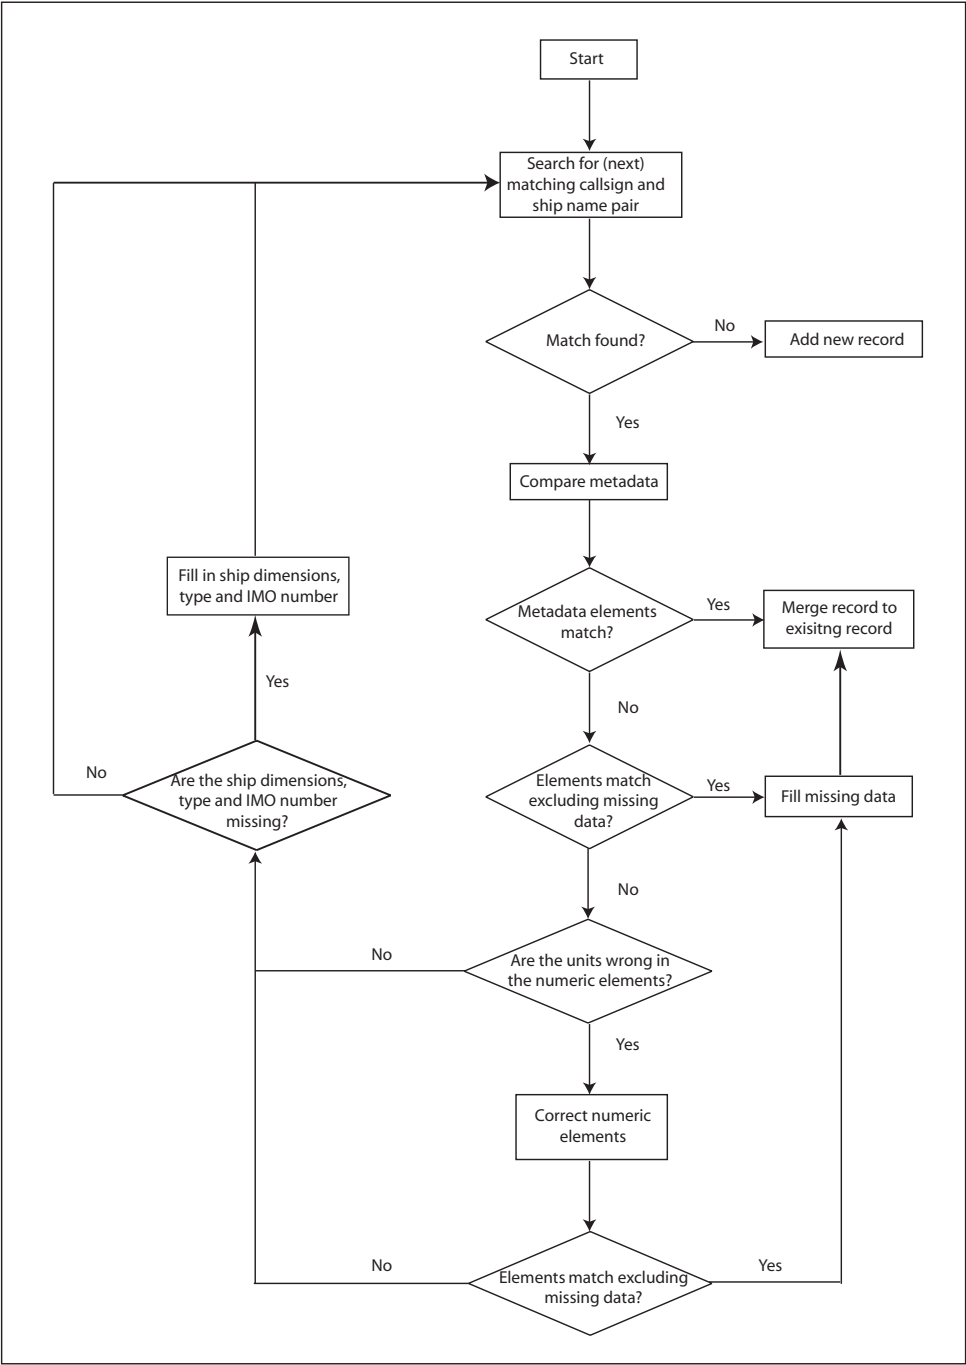 Start
Search for (next)
matching callsign and
ship name pair
Match found?
No
Add new record
Yes
Compare metadata
Fill in ship dimensions,
type and IMO number
Metadata elements
match?
Yes
Merge record to
exisitng record
Yes
No
No
Are the ship dimensions,
type and IMO number
missing?
Elements match
excluding missing
data?
Yes
Fill missing data
No
No
Are the units wrong in
the numeric elements?
Yes
Correct numeric
elements
No
Elements match excluding
missing data?
Yes